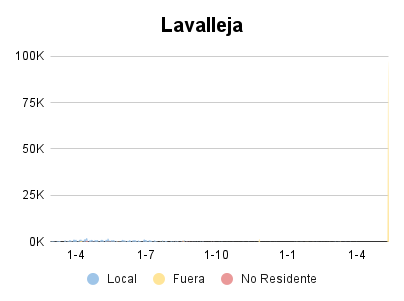 Lavalleja
100K
75K
50K
25K
0K
1-4 1-7 1-10 1-1 1-4
Local Fuera No Residente